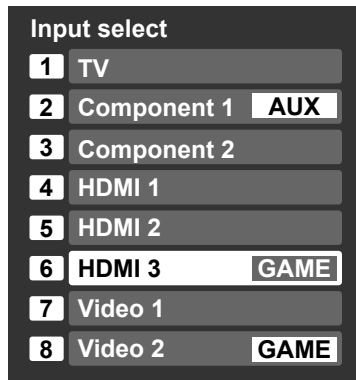 Input select
1 TV
2 Component 1 AUX
3 Component 2
4 HDMI 1
5 HDMI 2
6 HDMI 3 GAME
7 Video 1
8 Video 2 GAME